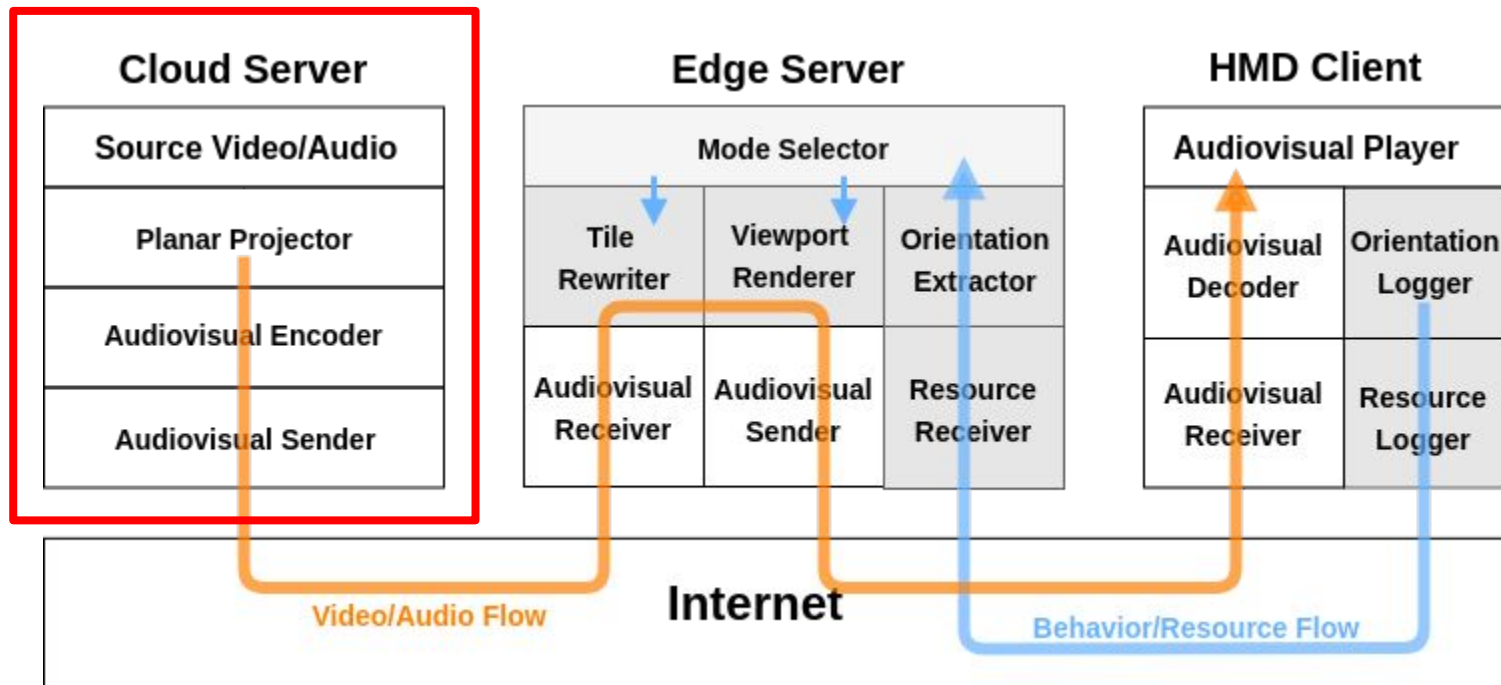 Cloud Server
Source Video/Audio
Planar Projector
Audiovisual Encoder
Audiovisual Sender
Edge Server
Mode Selector
Tile
Rewriter
Viewport
Renderer
Orientation
Extractor
Audiovisual
Receiver
Audiovisual
Sender
Resource
Receiver
HMD Client
Audiovisual Player
Audiovisual
Decoder
Orientation
Logger
Audiovisual
Receiver
Resource
Logger
Internet
Video/Audio Flow
Behavior/Resource Flow